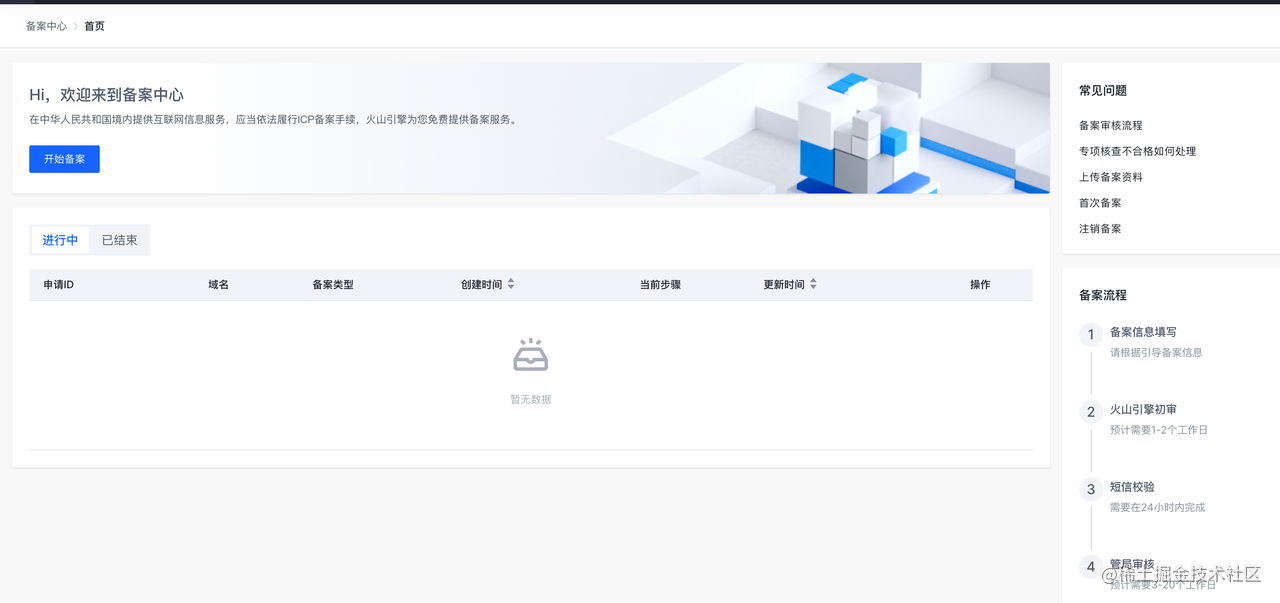 备案中心 > 首页
Hi，欢迎来到备案中心
在中华人民共和国境内提供互联网信息服务，应当依法履行ICP备案手续，火山引擎为您免费提供备案服务。
开始备案
进行中 已结束
申请ID 域名 备案类型 创建时间 当前步骤 更新时间 操作
暂无数据
常见问题
备案审核流程
专项核查不合格如何处理
上传备案资料
首次备案
注销备案
备案流程
1 备案信息填写
请根据引导备案信息
2 火山引擎初审
预计需要1-2个工作日
3 短信校验
需要在24小时内完成
4 管局审核
预计需要3-20个工作日
@稀土掘金技术社区